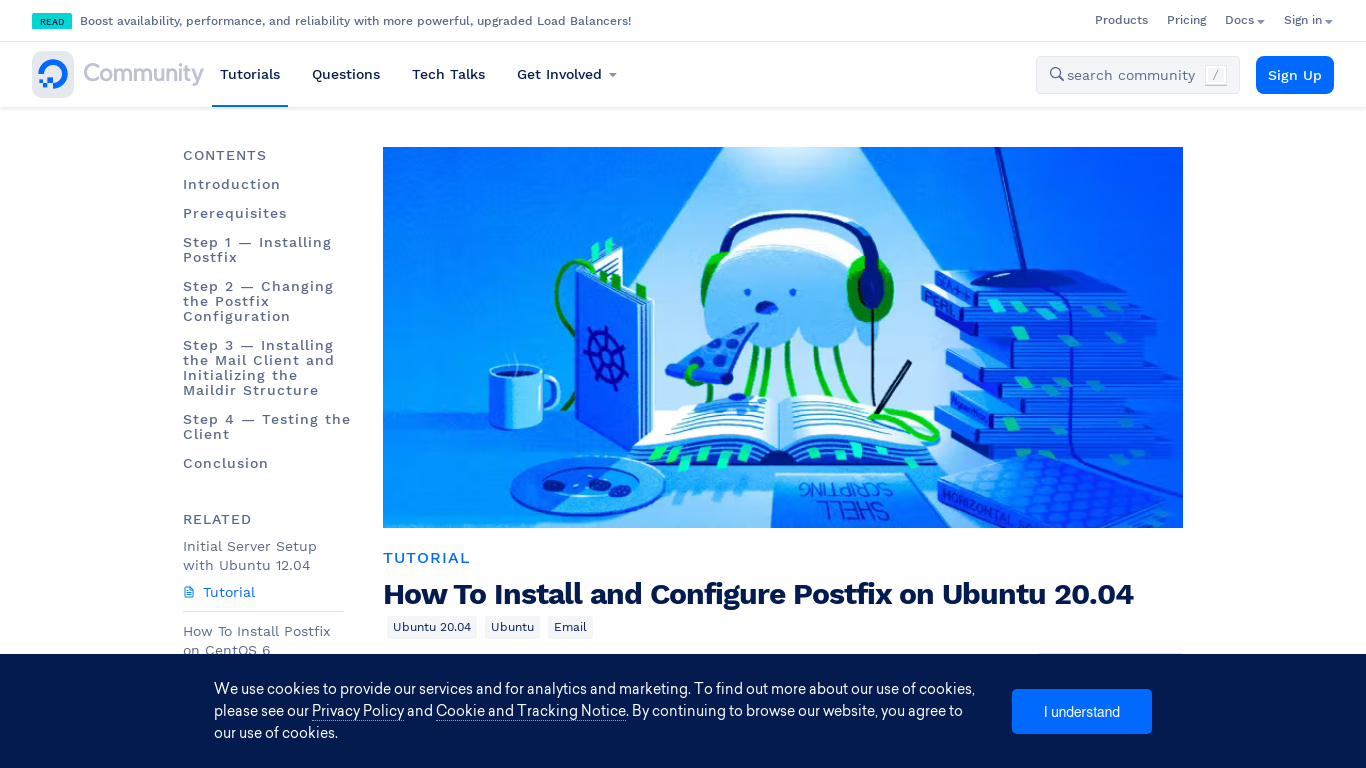 READ Boost availability, performance, and reliability with more powerful, upgraded Load Balancers!
Products Pricing Docs Sign in
Community Tutorials Questions Tech Talks Get Involved search community / Sign Up
CONTENTS
Introduction
Prerequisites
Step 1 — Installing
Postfix
Step 2 — Changing
the Postfix
Configuration
Step 3 — Installing
the Mail Client and
Initializing the
Maildir Structure
Step 4 — Testing the
Client
Conclusion
RELATED
Initial Server Setup
with Ubuntu 12.04
Tutorial
How To Install Postfix
on CentOS 6
PERL
SHELL
SCRIPTING
TUTORIAL
How To Install and Configure Postfix on Ubuntu 20.04
Ubuntu 20.04 Ubuntu Email
We use cookies to provide our services and for analytics and marketing. To find out more about our use of cookies,
please see our Privacy Policy and Cookie and Tracking Notice. By continuing to browse our website, you agree to
our use of cookies.
I understand